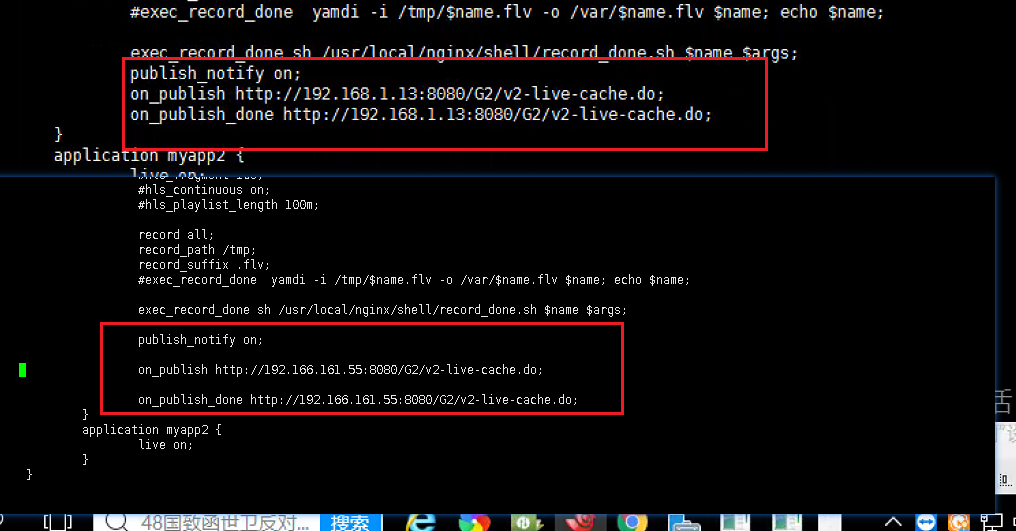 #exec_record_done  yamdi -i /tmp/$name.flv -o /var/$name.flv $name; echo $name;
exec_record_done sh /usr/local/nginx/shell/record_done.sh $name $args;
publish_notify on;
on_publish http://192.168.1.13:8080/G2/v2-live-cache.do;
on_publish_done http://192.168.1.13:8080/G2/v2-live-cache.do;
}
application myapp2 {
live on;
#hls_continuous on;
#hls_playlist_length 100m;
record all;
record_path /tmp;
record_suffix .flv;
#exec_record_done  yamdi -i /tmp/$name.flv -o /var/$name.flv $name; echo $name;
exec_record_done sh /usr/local/nginx/shell/record_done.sh $name $args;
publish_notify on;
on_publish http://192.166.161.55:8080/G2/v2-live-cache.do;
on_publish_done http://192.166.161.55:8080/G2/v2-live-cache.do;
}
application myapp2 {
live on;
}
}
48国致函世卫反对... 搜索